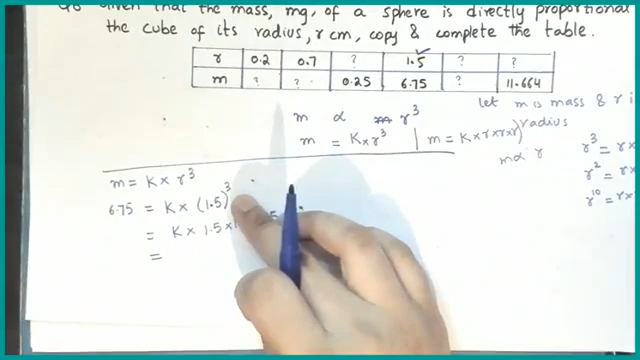 Given that the mass, mg, of a sphere is directly proportional
the cube of its radius, r cm, copy & complete the table.
r 0.2 0.7 ? 1.5 ? ?
m ? ? 0.25 6.75 ? 11.664
let m is mass & r i
radius
m ∝ r³
m = K×r³ | m = K×r×r×r
m∝ r
r³ = r×
r² = r×
r¹⁰ = r×
m = K × r³
6.75 = K × (1.5)³
= K × 1.5×
=